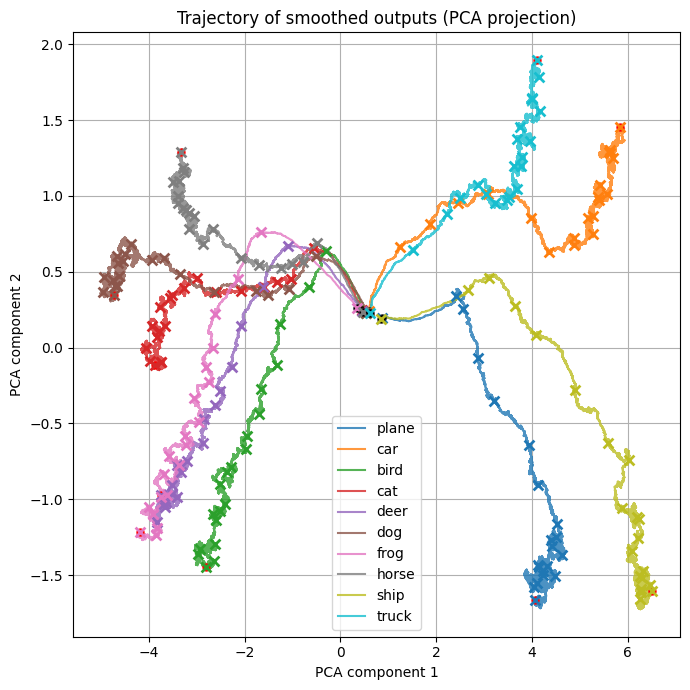 Trajectory of smoothed outputs (PCA projection)
PCA component 2
2.0
1.5
1.0
0.5
0.0
−0.5
−1.0
−1.5
plane
car
bird
cat
deer
dog
frog
horse
ship
truck
−4 −2 0 2 4 6
PCA component 1